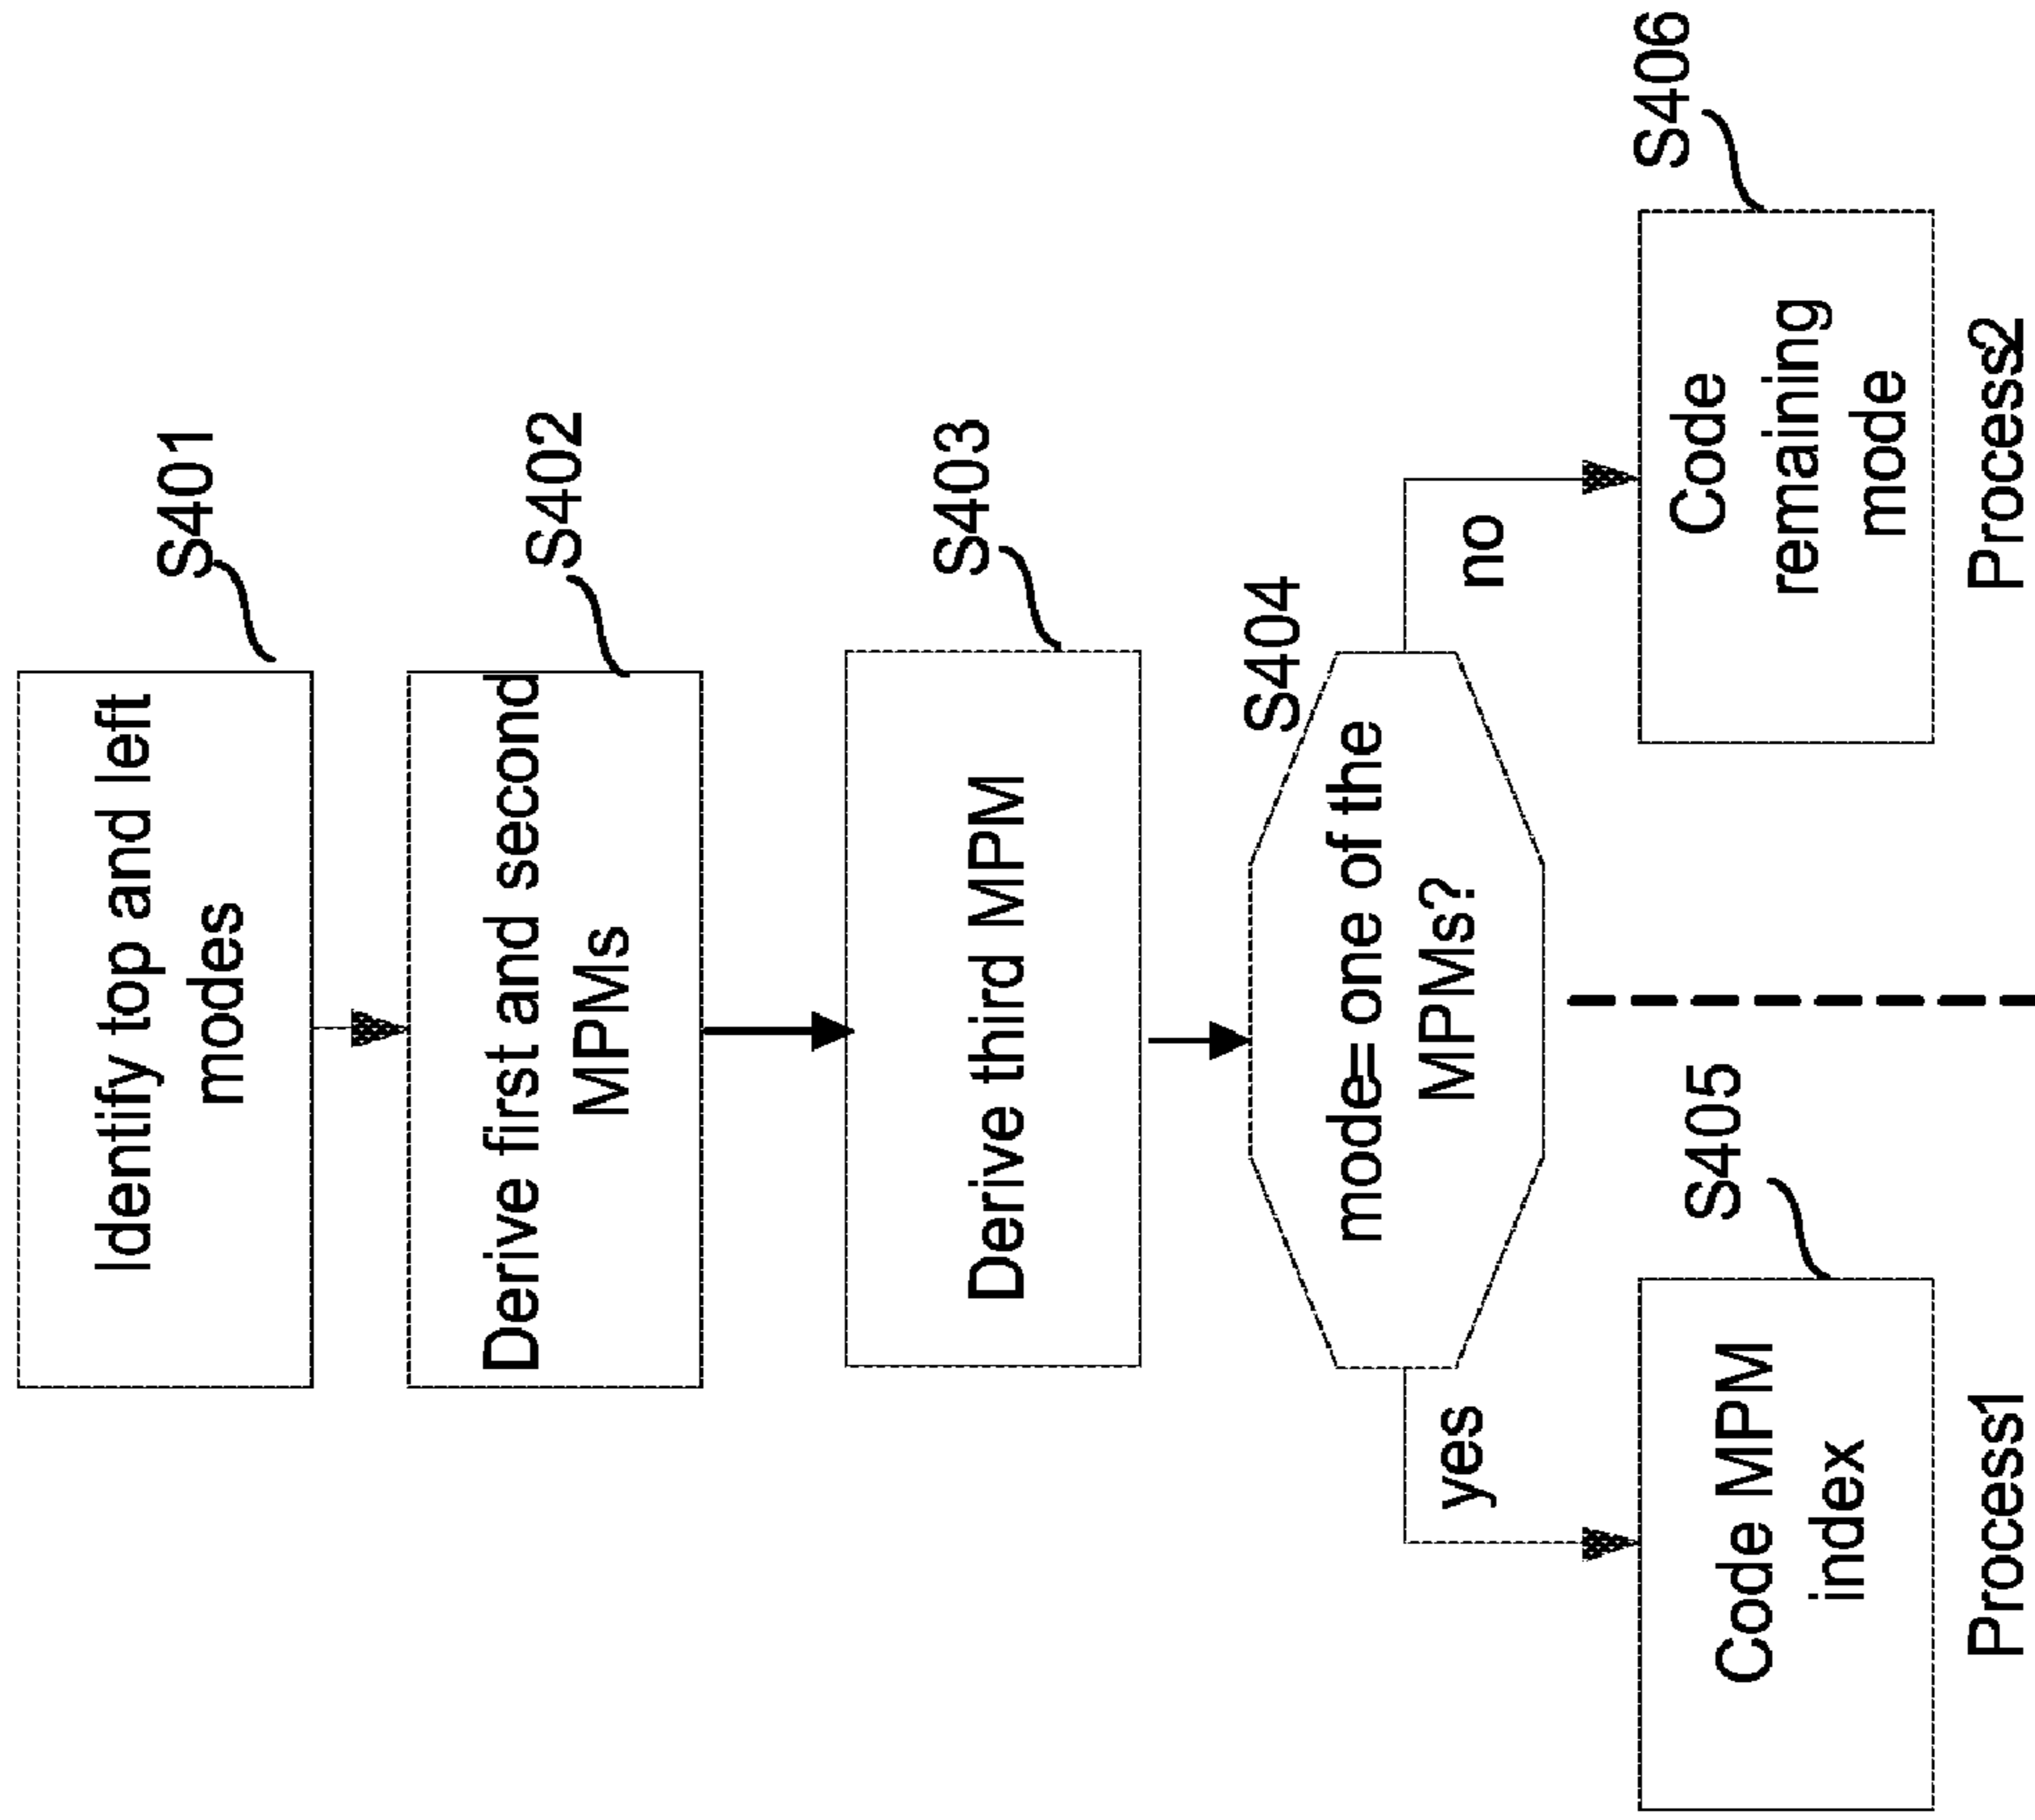 Identify top and left
modes
S401
Derive first and second
MPMs
S402
Derive third MPM
S403
S404
mode= one of the
MPMs?
yes
no
S405
Code MPM
index
Process1
S406
Code
remaining
mode
Process2